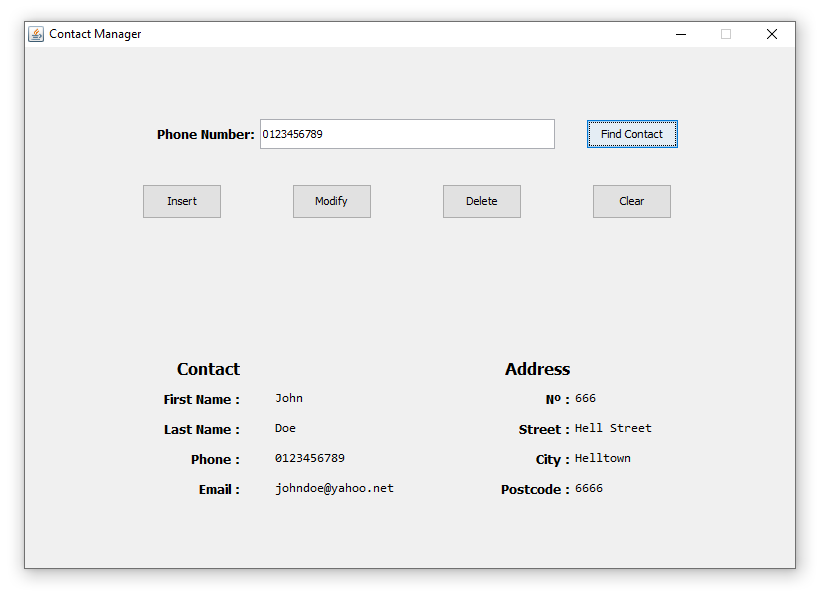 Contact Manager
Phone Number: 0123456789 Find Contact
Insert Modify Delete Clear
Contact Address
First Name : John Nº : 666
Last Name : Doe Street : Hell Street
Phone : 0123456789 City : Helltown
Email : johndoe@yahoo.net Postcode : 6666